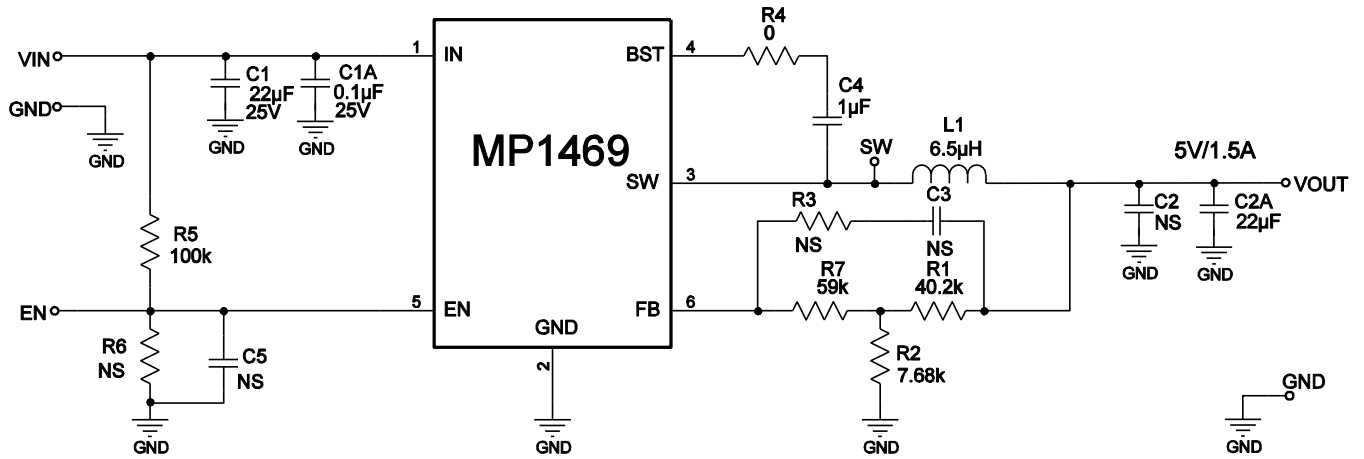 R4
0
VIN
1
IN
BST
4
C1
22µF
25V
C1A
0.1µF
25V
C4
1µF
GND
GND
GND
GND
MP1469
L1
6.5µH
SW
5V/1.5A
SW
3
VOUT
R3
NS
C3
NS
C2
NS
C2A
22µF
R5
100k
GND
GND
R7
59k
R1
40.2k
EN
5
EN
FB
6
GND
R6
NS
C5
NS
2
R2
7.68k
GND
GND
GND
GND
GND